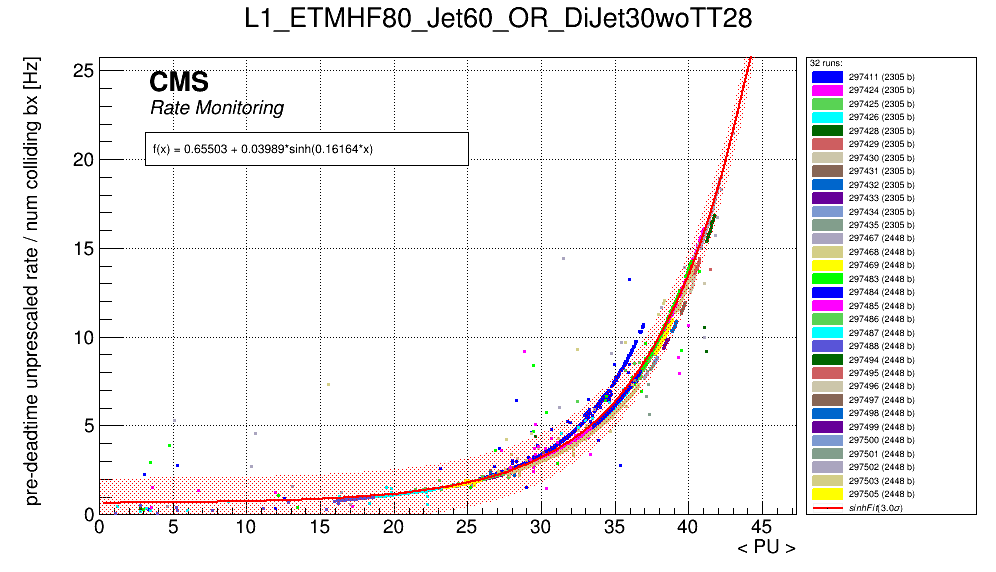 L1_ETMHF80_Jet60_OR_DiJet30woTT28
pre-deadtime unprescaled rate / num colliding bx [Hz]
25
20
15
10
5
0
CMS
Rate Monitoring
f(x) = 0.65503 + 0.03989*sinh(0.16164*x)
0 5 10 15 20 25 30 35 40 45
< PU >
32 runs:
297411 (2305 b)
297424 (2305 b)
297425 (2305 b)
297426 (2305 b)
297428 (2305 b)
297429 (2305 b)
297430 (2305 b)
297431 (2305 b)
297432 (2305 b)
297433 (2305 b)
297434 (2305 b)
297435 (2305 b)
297467 (2448 b)
297468 (2448 b)
297469 (2448 b)
297483 (2448 b)
297484 (2448 b)
297485 (2448 b)
297486 (2448 b)
297487 (2448 b)
297488 (2448 b)
297494 (2448 b)
297495 (2448 b)
297496 (2448 b)
297497 (2448 b)
297498 (2448 b)
297499 (2448 b)
297500 (2448 b)
297501 (2448 b)
297502 (2448 b)
297503 (2448 b)
297505 (2448 b)
sinhFit(3.0σ)